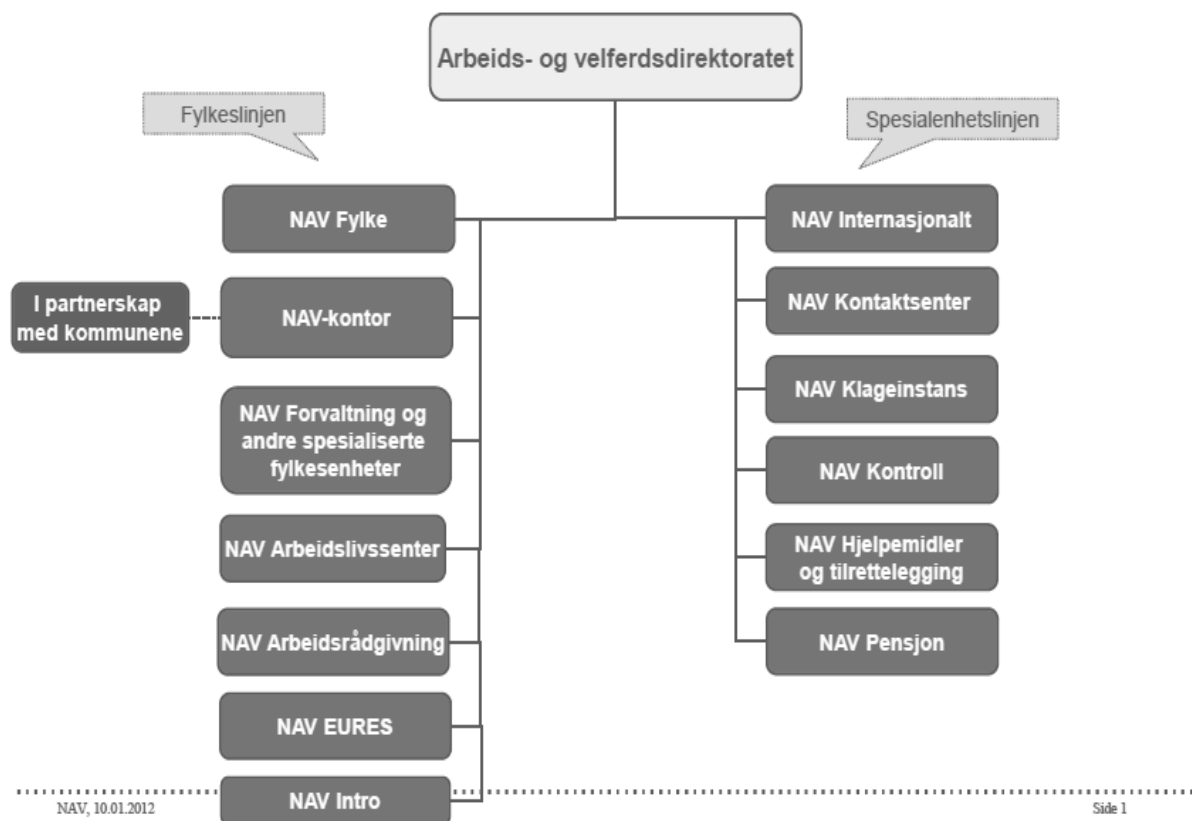 Arbeids- og velferdsdirektoratet
Fylkeslinjen
Spesialenhetslinjen
NAV Fylke
I partnerskap
med kommunene
NAV-kontor
NAV Forvaltning og
andre spesialiserte
fylkesenheter
NAV Arbeidslivssenter
NAV Arbeidsrådgivning
NAV EURES
NAV Intro
NAV Internasjonalt
NAV Kontaktsenter
NAV Klageinstans
NAV Kontroll
NAV Hjelpemidler
og tilrettelegging
NAV Pensjon
NAV, 10.01.2012
Side 1